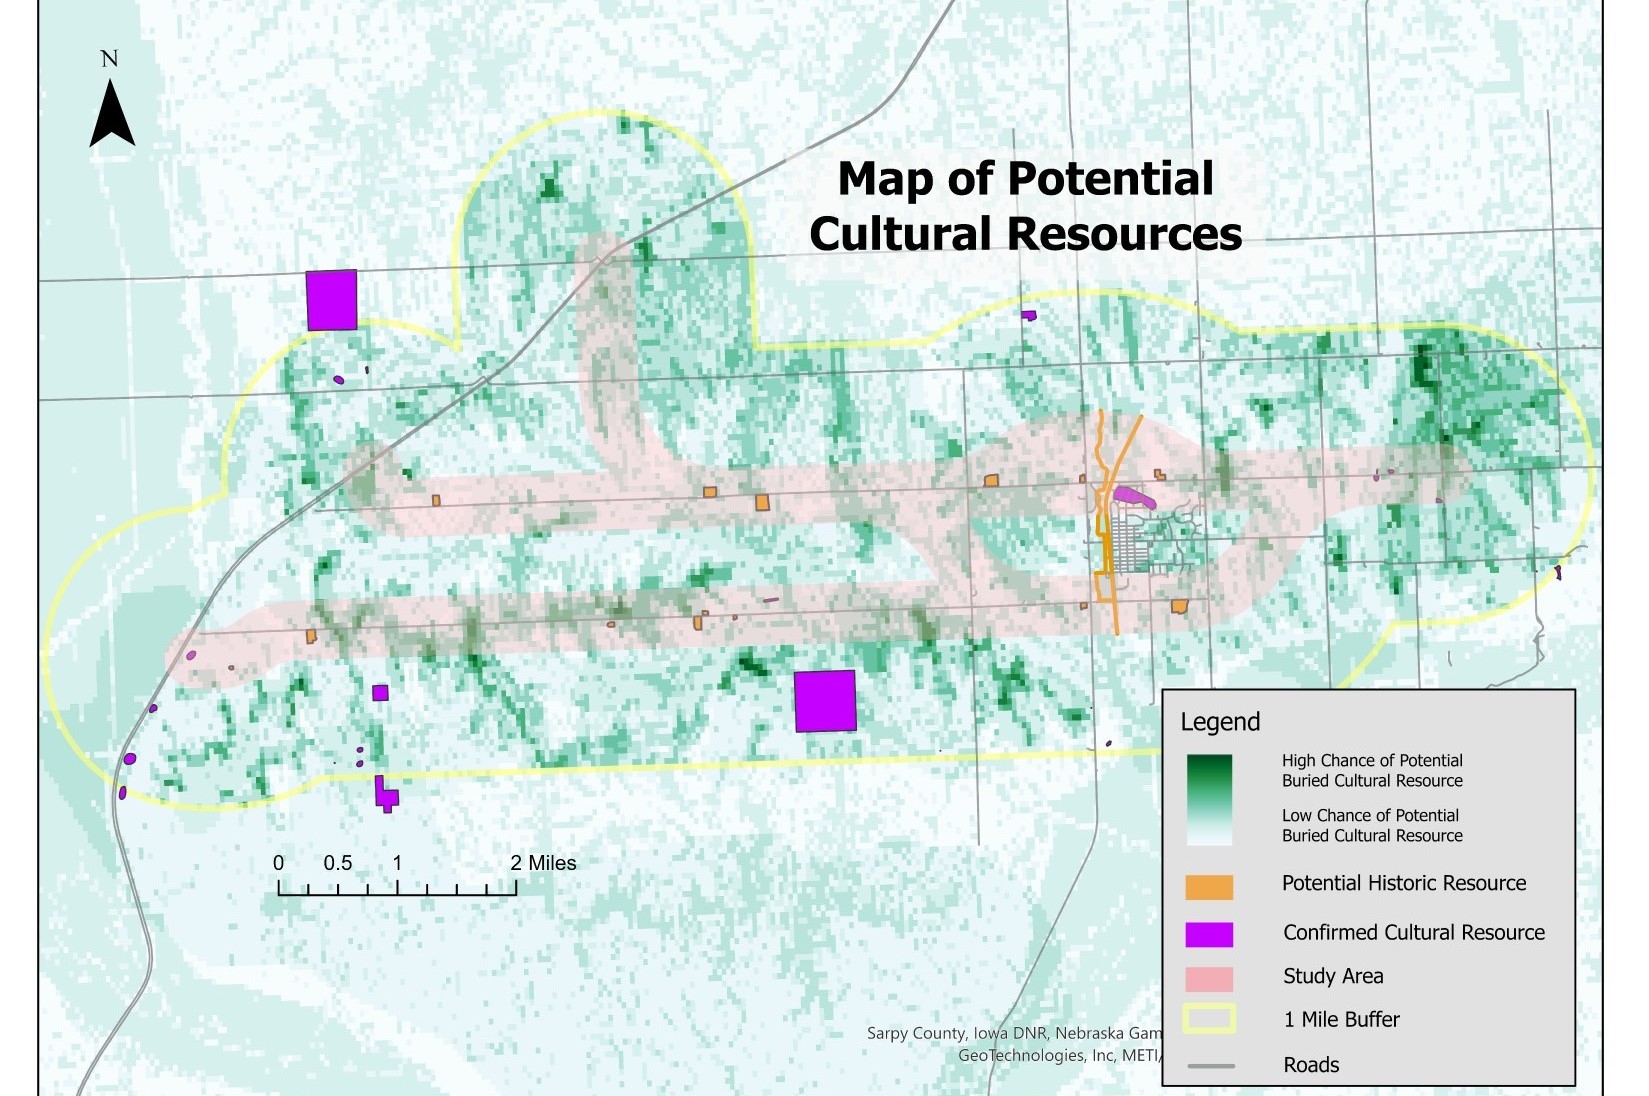 N
Map of Potential
Cultural Resources
0 0.5 1 2 Miles
Legend
High Chance of Potential
Buried Cultural Resource
Low Chance of Potential
Buried Cultural Resource
Potential Historic Resource
Confirmed Cultural Resource
Study Area
1 Mile Buffer
Roads
Sarpy County, Iowa DNR, Nebraska Gam
GeoTechnologies, Inc, METI/